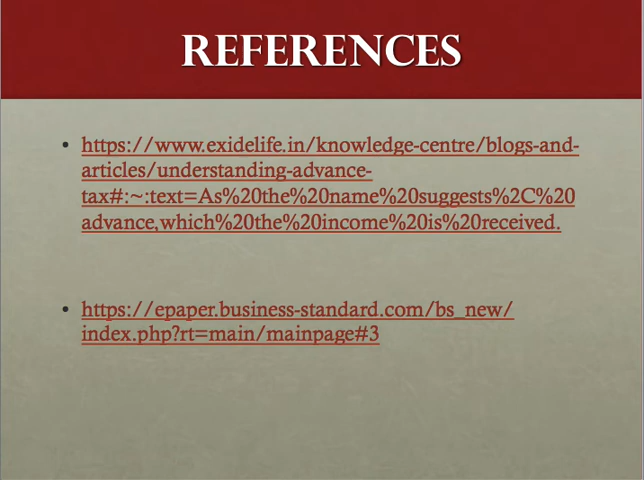 REFERENCES
• https://www.exidelife.in/knowledge-centre/blogs-and-
articles/understanding-advance-
tax#:~:text=As%20the%20name%20suggests%2C%20
advance,which%20the%20income%20is%20received.
• https://epaper.business-standard.com/bs_new/
index.php?rt=main/mainpage#3